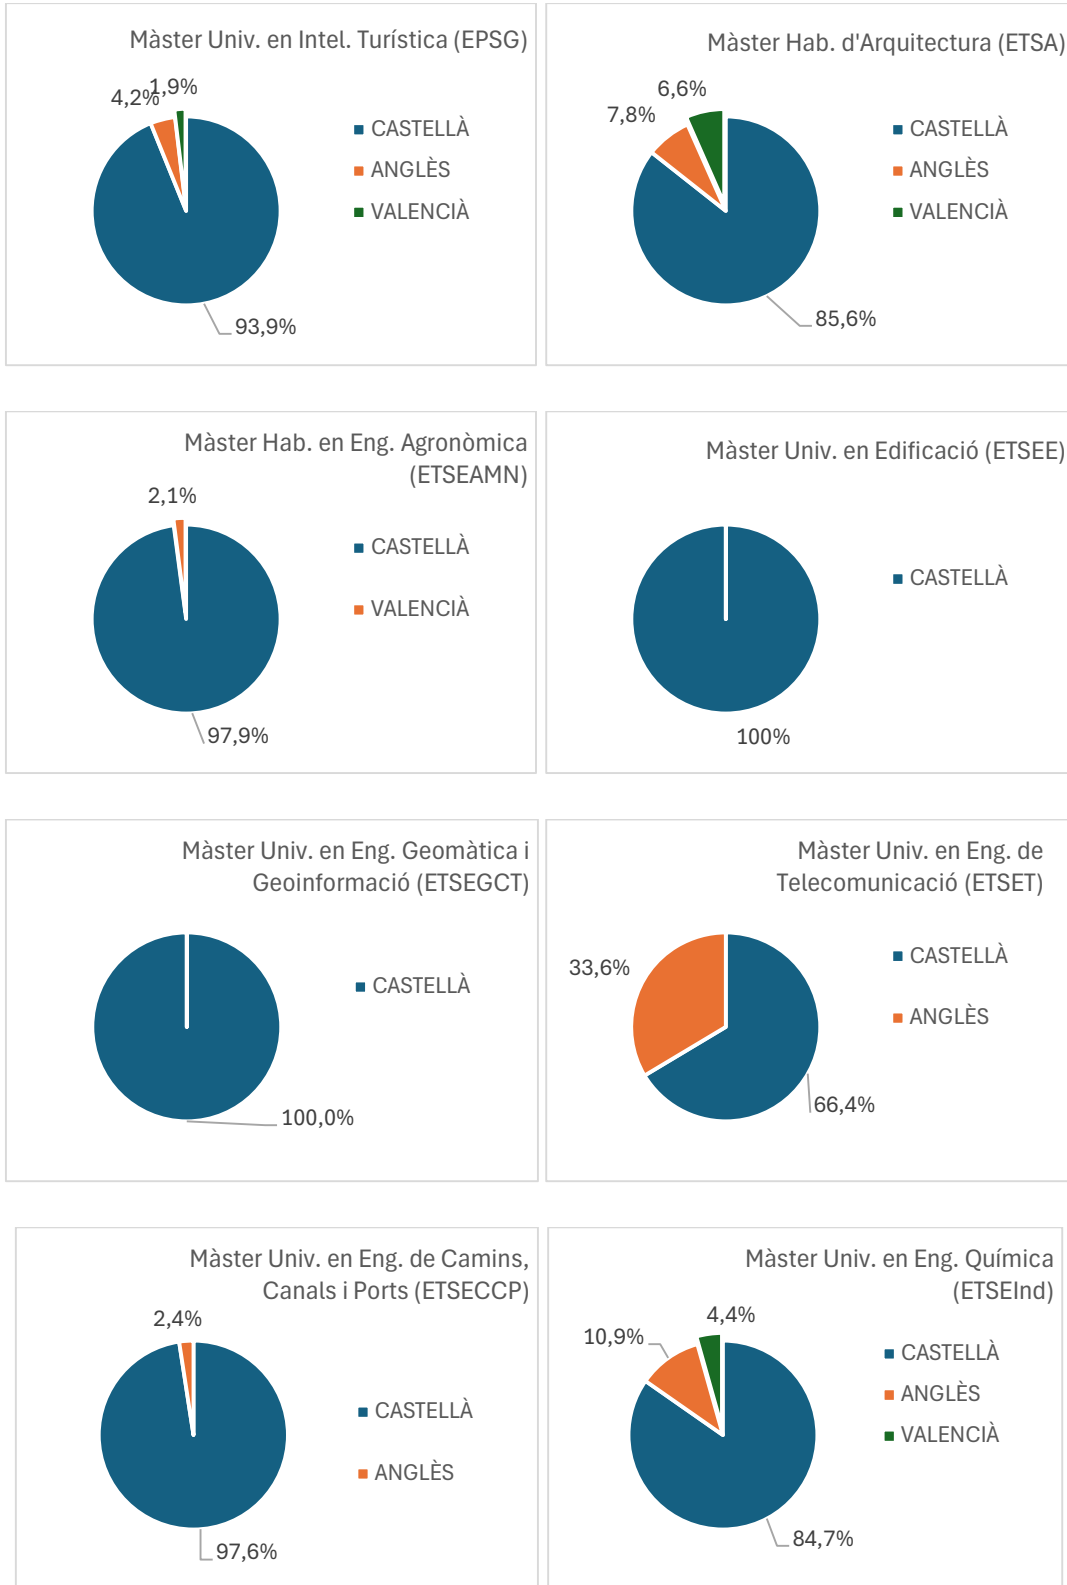 Màster Univ. en Intel. Turística (EPSG)
4,2%
1,9%
CASTELLÀ
ANGLÈS
VALENCIÀ
93,9%
Màster Hab. d'Arquitectura (ETSA)
7,8%
6,6%
CASTELLÀ
ANGLÈS
VALENCIÀ
85,6%
Màster Hab. en Eng. Agronòmica
(ETSEAMN)
2,1%
CASTELLÀ
VALENCIÀ
97,9%
Màster Univ. en Edificació (ETSEE)
CASTELLÀ
100%
Màster Univ. en Eng. Geomàtica i
Geoinformació (ETSEGCT)
CASTELLÀ
100,0%
Màster Univ. en Eng. de
Telecomunicació (ETSET)
33,6%
CASTELLÀ
ANGLÈS
66,4%
Màster Univ. en Eng. de Camins,
Canals i Ports (ETSECCP)
2,4%
CASTELLÀ
ANGLÈS
97,6%
Màster Univ. en Eng. Química
(ETSEInd)
10,9%
4,4%
CASTELLÀ
ANGLÈS
VALENCIÀ
84,7%